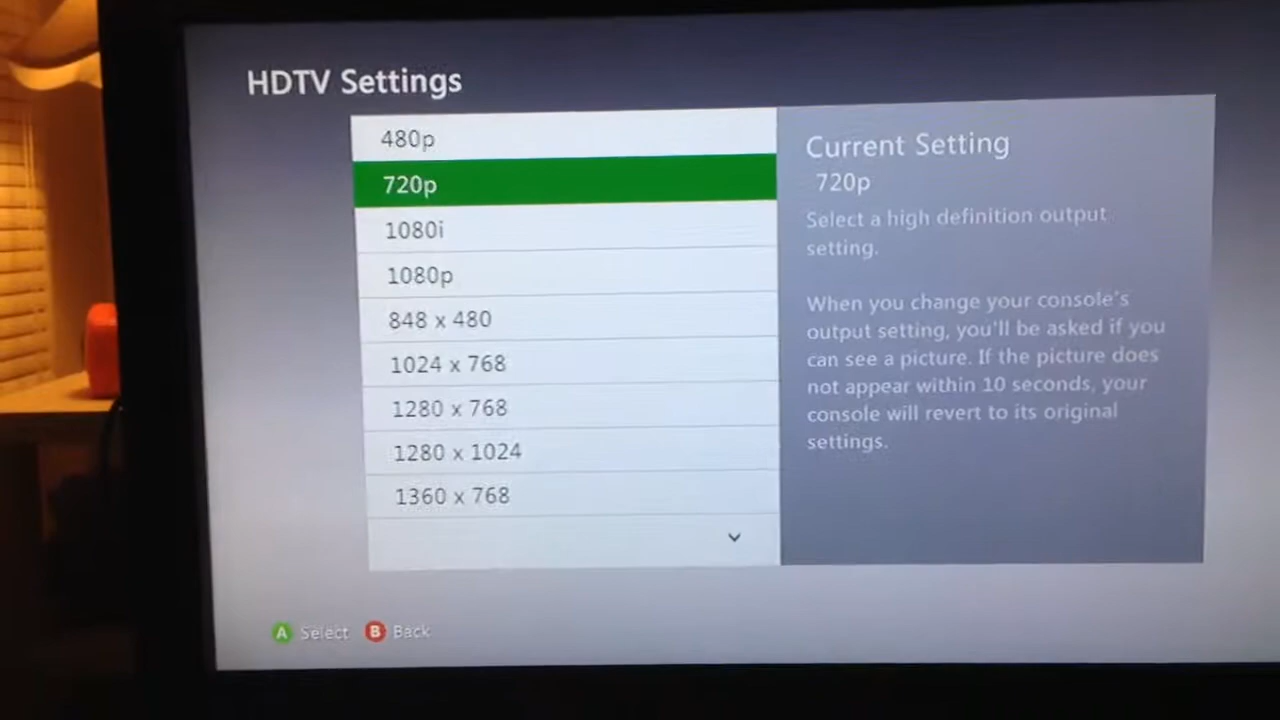 HDTV Settings
480p
720p
1080i
1080p
848 x 480
1024 x 768
1280 x 768
1280 x 1024
1360 x 768
Current Setting
720p
Select a high definition output
setting.
When you change your console's
output setting, you'll be asked if you
can see a picture. If the picture does
not appear within 10 seconds, your
console will revert to its original
settings.
A Select B Back